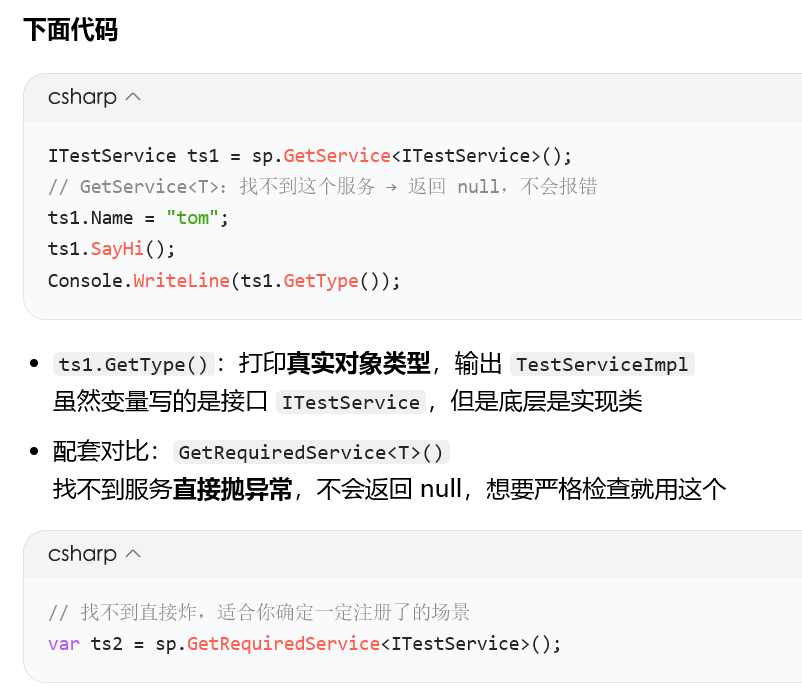 下面代码
csharp
ITestService ts1 = sp.GetService<ITestService>();
// GetService<T>：找不到这个服务 → 返回 null，不会报错
ts1.Name = "tom";
ts1.SayHi();
Console.WriteLine(ts1.GetType());
ts1.GetType()：打印真实对象类型，输出 TestServiceImpl
虽然变量写的是接口 ITestService，但是底层是实现类
配套对比：GetRequiredService<T>()
找不到服务直接抛异常，不会返回 null，想要严格检查就用这个
csharp
// 找不到直接炸，适合你确定一定注册了的场景
var ts2 = sp.GetRequiredService<ITestService>();